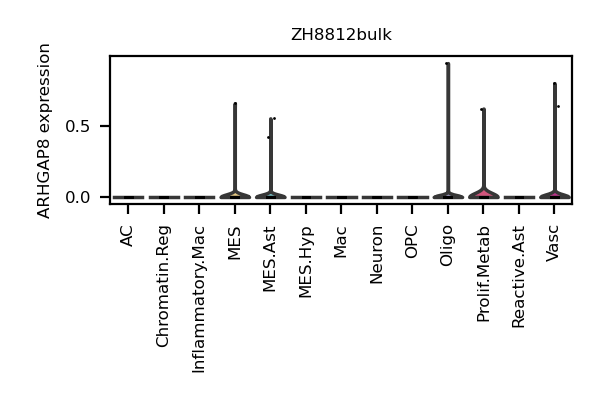 ZH8812bulk
ARHGAP8 expression
0.5
0.0
AC
Chromatin.Reg
Inflammatory.Mac
MES
MES.Ast
MES.Hyp
Mac
Neuron
OPC
Oligo
Prolif.Metab
Reactive.Ast
Vasc